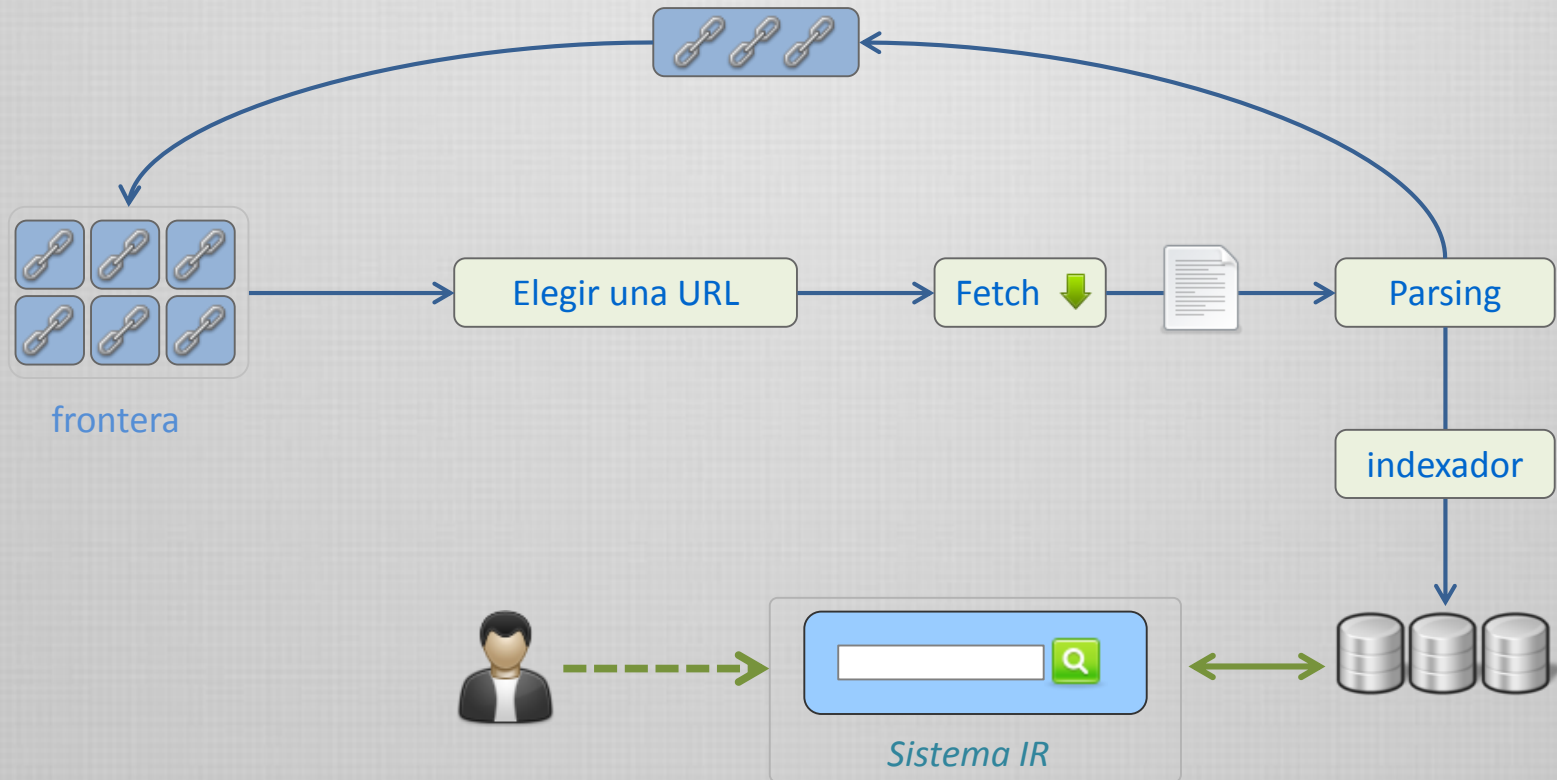 Elegir una URL
Fetch
Parsing
frontera
indexador
Sistema IR